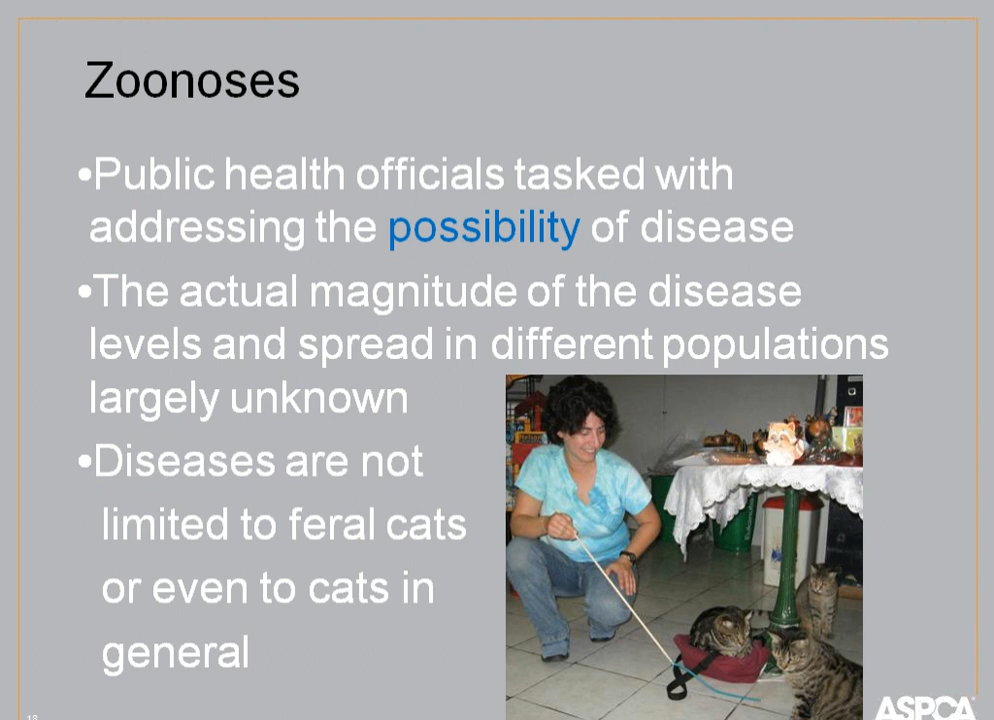 Zoonoses
•Public health officials tasked with
addressing the possibility of disease
•The actual magnitude of the disease
levels and spread in different populations
largely unknown
•Diseases are not
limited to feral cats
or even to cats in
general
18
ASPCA